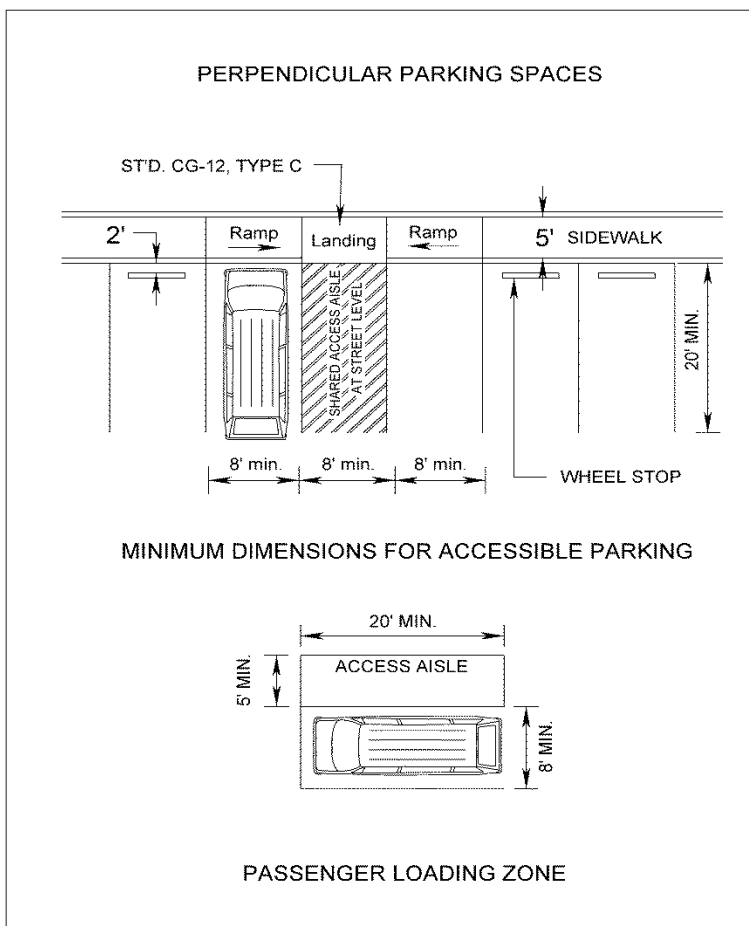 PERPENDICULAR PARKING SPACES
ST'D. CG-12, TYPE C
2'
Ramp
Landing
Ramp
5' SIDEWALK
SHARED ACCESS AISLE
AT STREET LEVEL
20' MIN.
8' min.
8' min.
8' min.
WHEEL STOP
MINIMUM DIMENSIONS FOR ACCESSIBLE PARKING
20' MIN.
5' MIN.
ACCESS AISLE
8' MIN.
PASSENGER LOADING ZONE